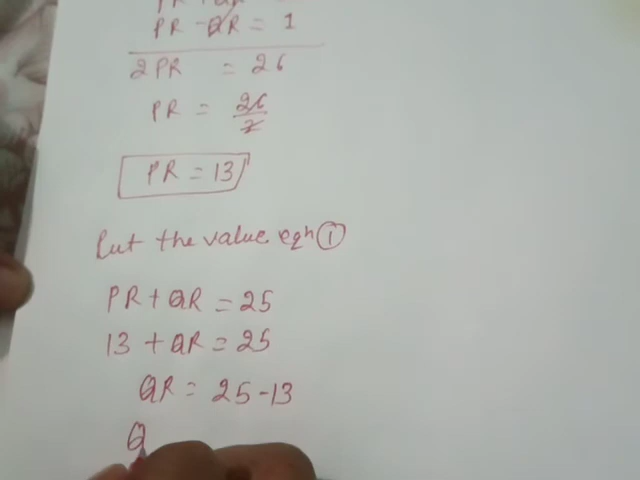 PR - QR = 1
2PR = 26
PR = 26/2
PR = 13
Put the value eqn ①
PR + QR = 25
13 + QR = 25
QR = 25 - 13
Q